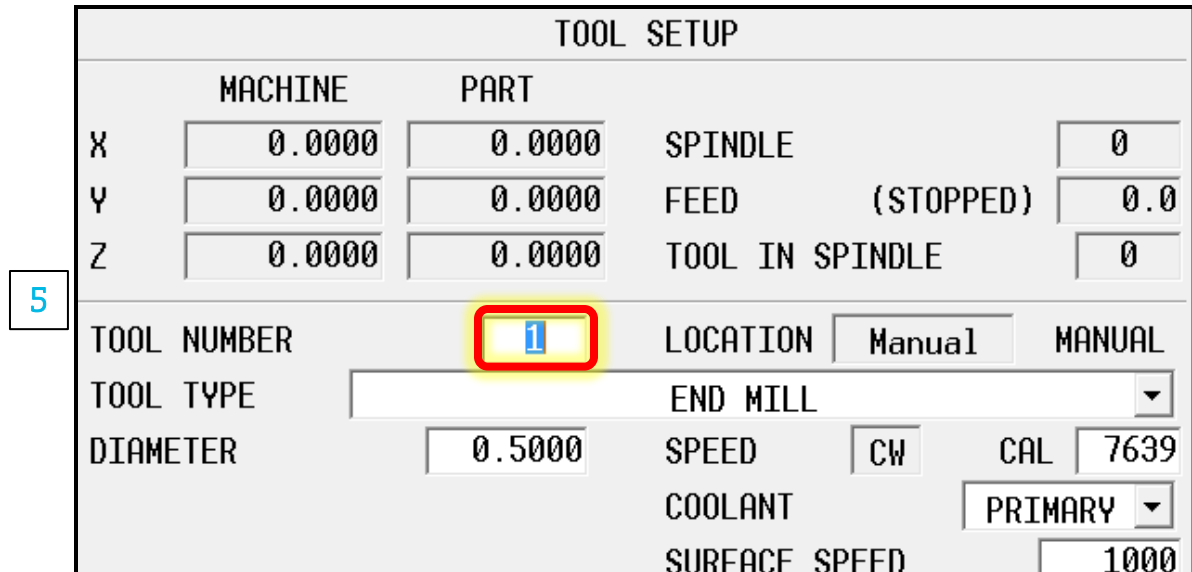 TOOL SETUP
MACHINE PART
X 0.0000 0.0000 SPINDLE 0
Y 0.0000 0.0000 FEED (STOPPED) 0.0
Z 0.0000 0.0000 TOOL IN SPINDLE 0
5
TOOL NUMBER 1 LOCATION Manual MANUAL
TOOL TYPE END MILL
DIAMETER 0.5000 SPEED CW CAL 7639
COOLANT PRIMARY
SURFACE SPEED 1000